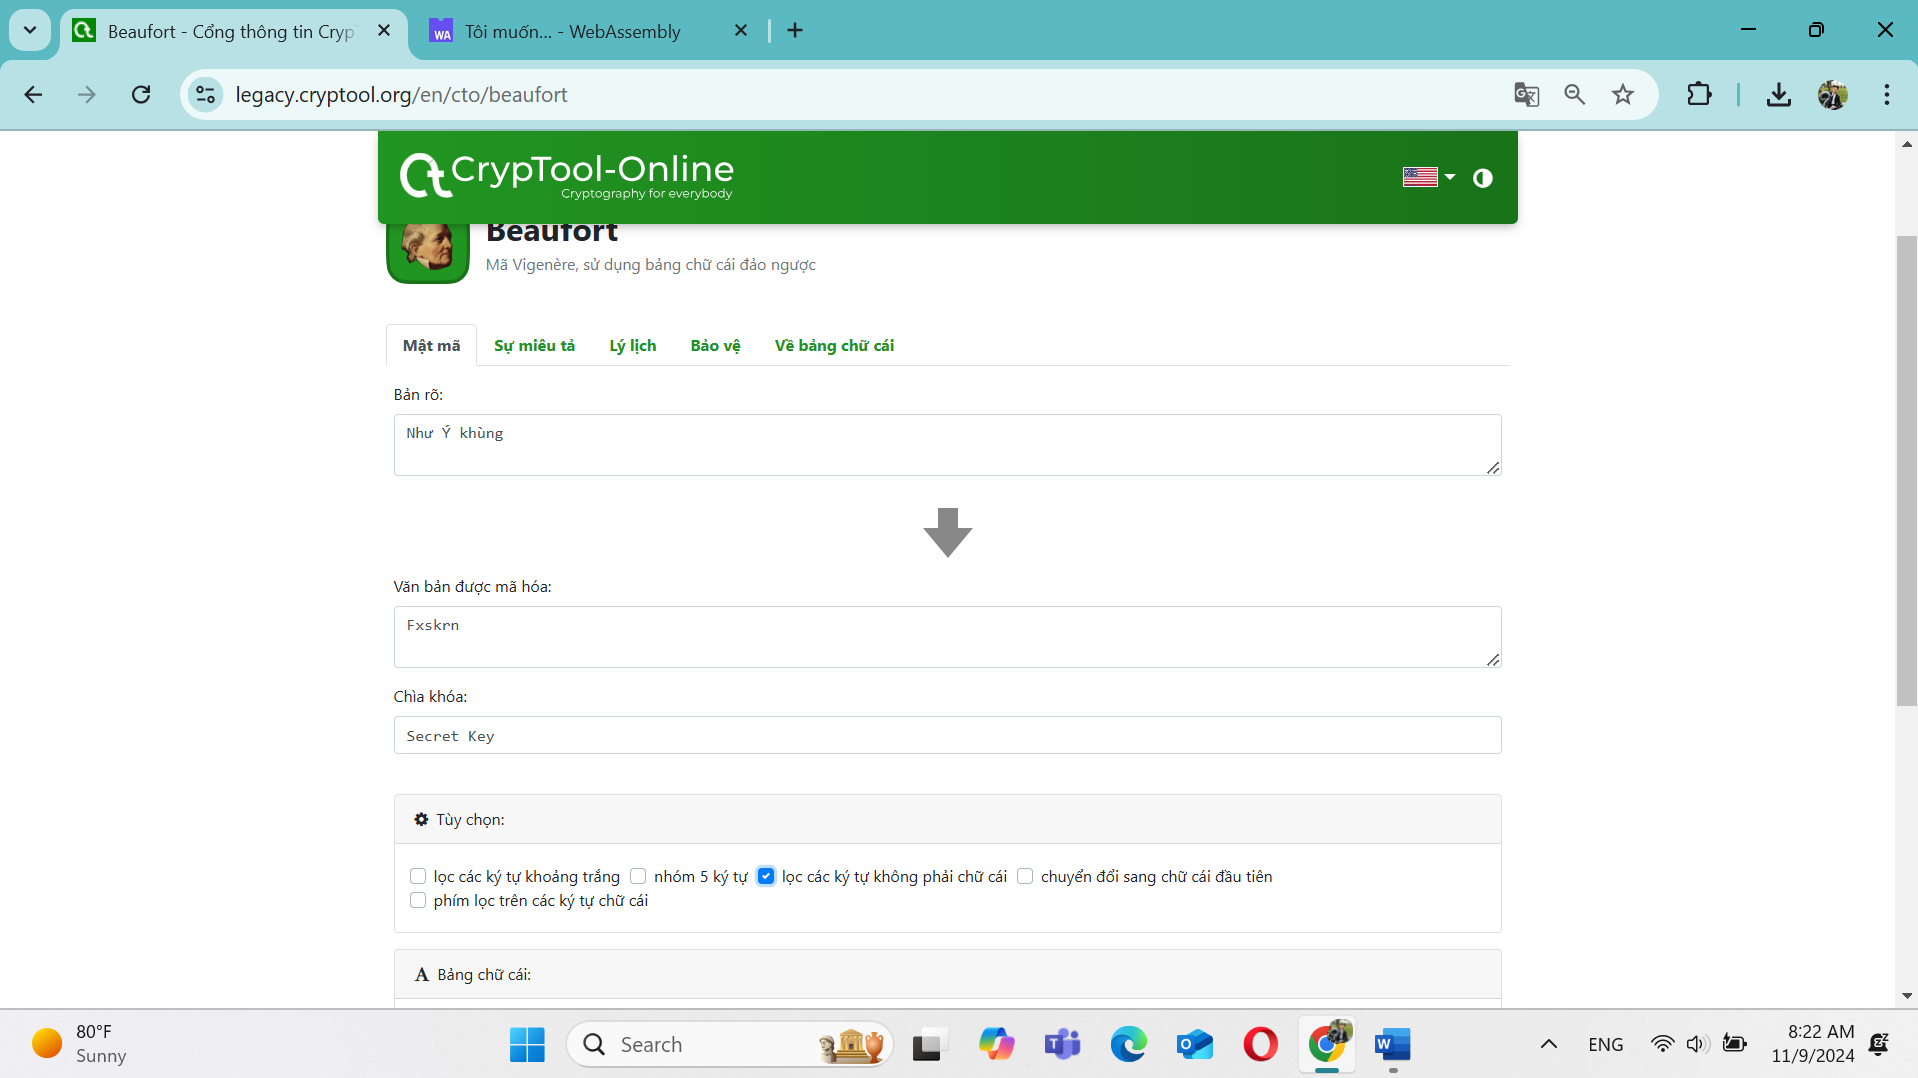 Beaufort - Cổng thông tin Cryp
Tôi muốn... - WebAssembly
legacy.cryptool.org/en/cto/beaufort
CrypTool-Online
Cryptography for everybody
Beaufort
Mã Vigenère, sử dụng bảng chữ cái đảo ngược
Mật mã Sự miêu tả Lý lịch Bảo vệ Về bảng chữ cái
Bản rõ:
Như Ý khùng
Văn bản được mã hóa:
Fxskrn
Chìa khóa:
Secret Key
Tùy chọn:
lọc các ký tự khoảng trắng nhóm 5 ký tự lọc các ký tự không phải chữ cái chuyển đổi sang chữ cái đầu tiên
phím lọc trên các ký tự chữ cái
A Bảng chữ cái:
80°F
Sunny
Search
ENG
8:22 AM
11/9/2024